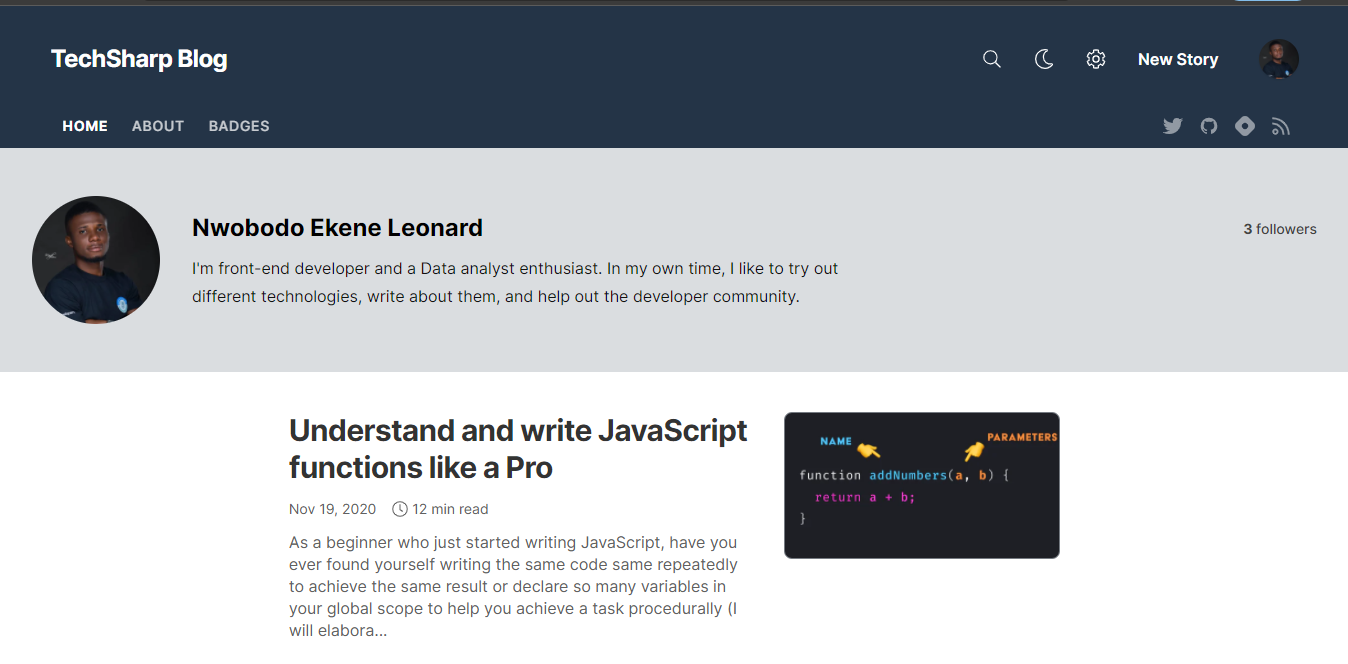 TechSharp Blog
New Story
HOME ABOUT BADGES
Nwobodo Ekene Leonard
3 followers
I'm front-end developer and a Data analyst enthusiast. In my own time, I like to try out
different technologies, write about them, and help out the developer community.
Understand and write JavaScript
functions like a Pro
Nov 19, 2020 12 min read
As a beginner who just started writing JavaScript, have you
ever found yourself writing the same code same repeatedly
to achieve the same result or declare so many variables in
your global scope to help you achieve a task procedurally (I
will elabora...
NAME PARAMETERS
function addNumbers(a, b) {
return a + b;
}